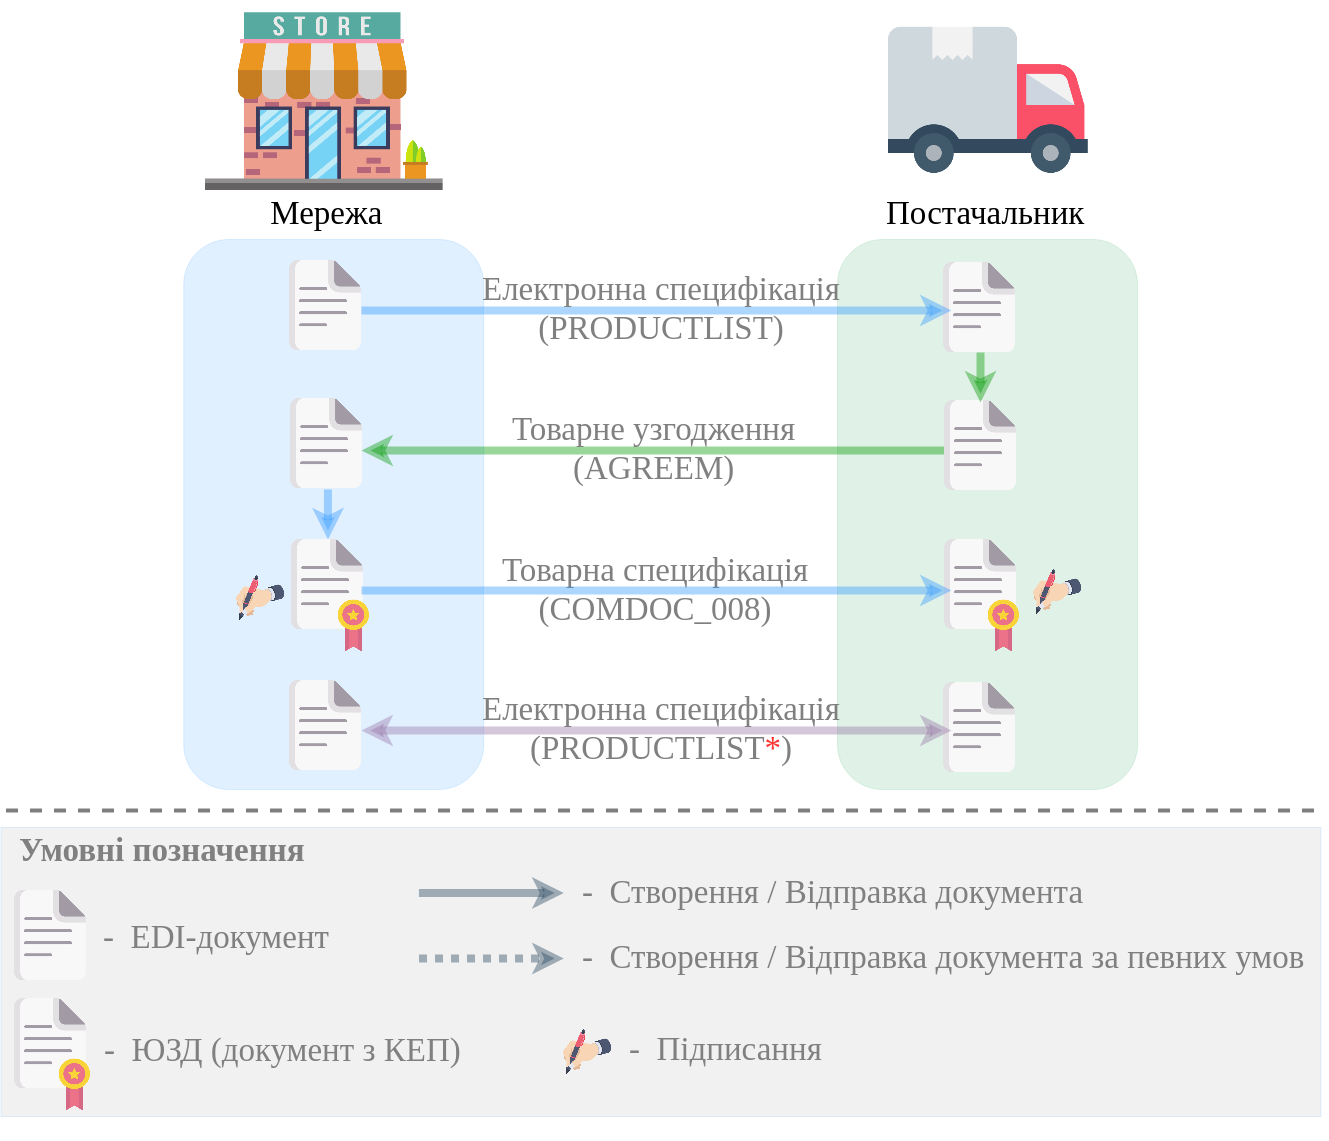 STORE
Мережа
Постачальник
Електронна специфікація
(PRODUCTLIST)
Товарне узгодження
(AGREEM)
Товарна специфікація
(COMDOC_008)
Електронна специфікація
(PRODUCTLIST*)
Умовні позначення
- Створення / Відправка документа
- EDI-документ
- Створення / Відправка документа за певних умов
- ЮЗД (документ з КЕП)
- Підписання